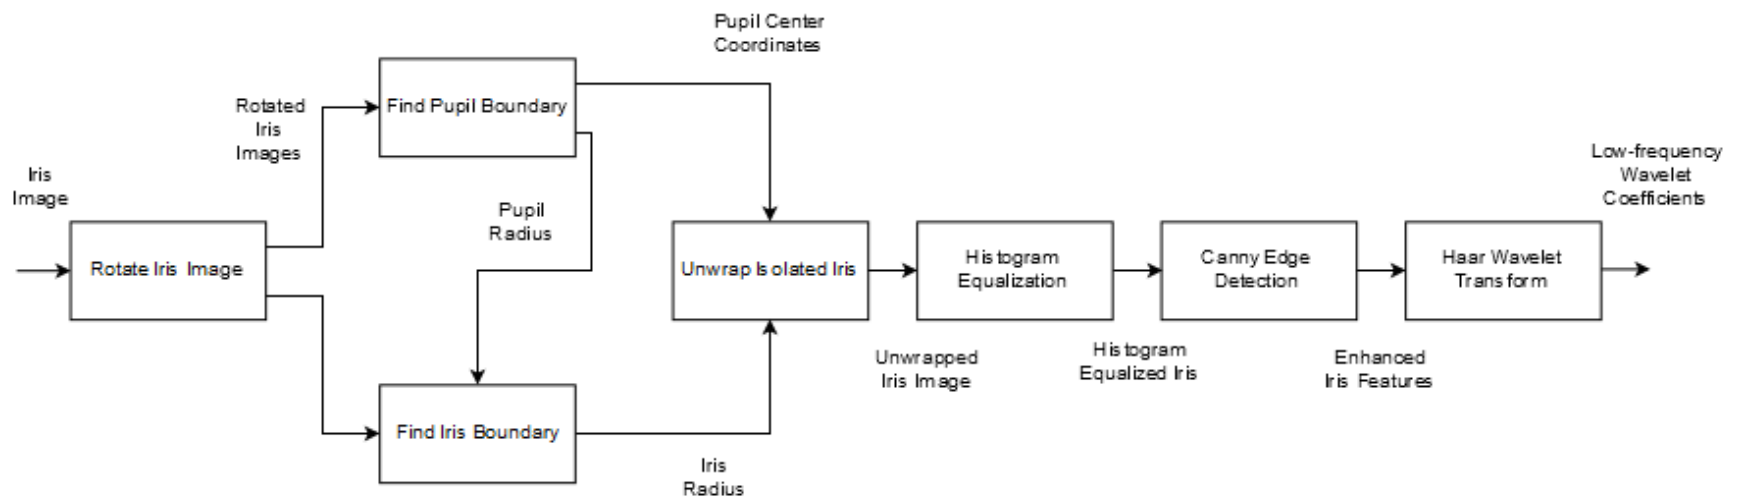 Pupil Center
Coordinates
Find Pupil Boundary
Rotated
Iris
Images
Iris
Image
Pupil
Radius
Rotate Iris Image
Unwrap Isolated Iris
Histogram
Equalization
Canny Edge
Detection
Haar Wavelet
Transform
Low-frequency
Wavelet
Coefficients
Unwrapped
Iris Image
Histogram
Equalized Iris
Enhanced
Iris Features
Find Iris Boundary
Iris
Radius